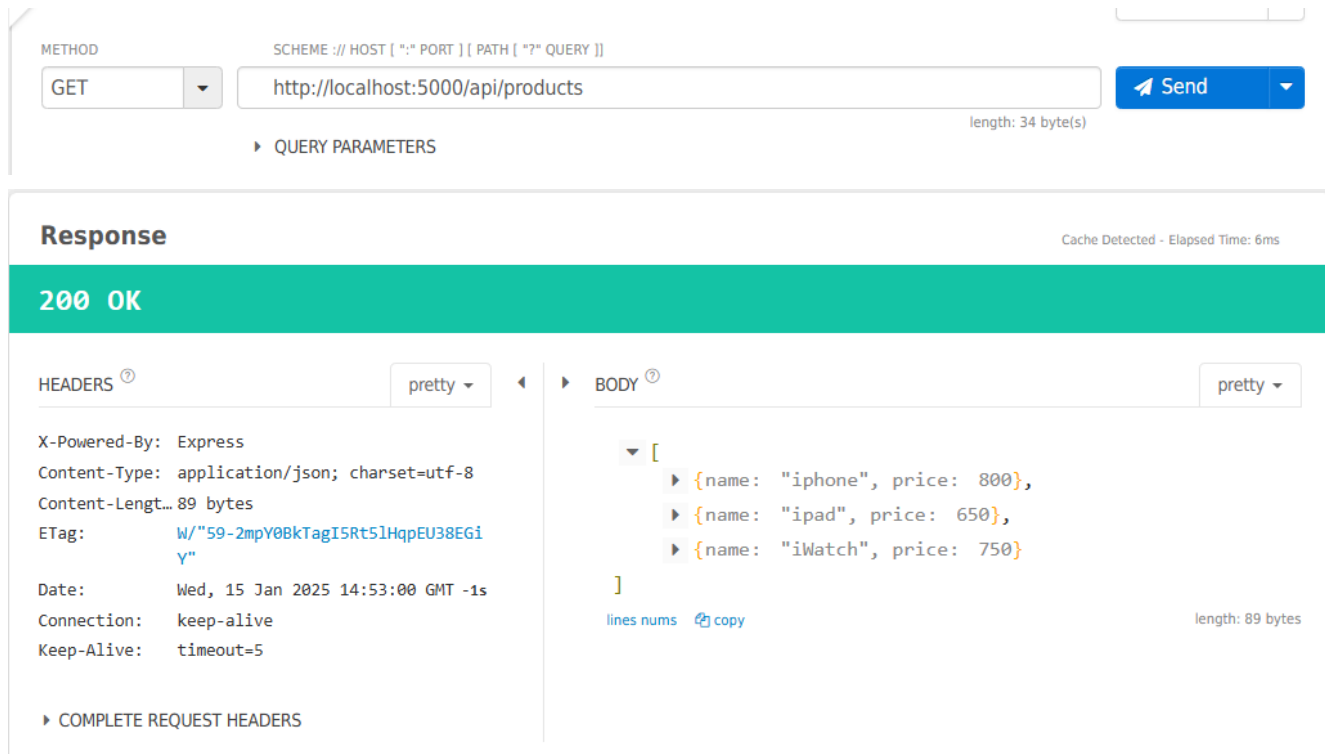 METHOD
SCHEME :// HOST [ ":" PORT ] [ PATH [ "?" QUERY ]]
GET
http://localhost:5000/api/products
Send
length: 34 byte(s)
QUERY PARAMETERS
Response
Cache Detected - Elapsed Time: 6ms
200 OK
HEADERS ?
pretty
BODY ?
pretty
X-Powered-By: Express
Content-Type: application/json; charset=utf-8
Content-Lengt… 89 bytes
ETag: W/"59-2mpY0BkTagI5Rt5lHqpEU38EGi
Y"
Date: Wed, 15 Jan 2025 14:53:00 GMT -1s
Connection: keep-alive
Keep-Alive: timeout=5
COMPLETE REQUEST HEADERS
[
{name: "iphone", price: 800},
{name: "ipad", price: 650},
{name: "iWatch", price: 750}
]
lines nums copy
length: 89 bytes